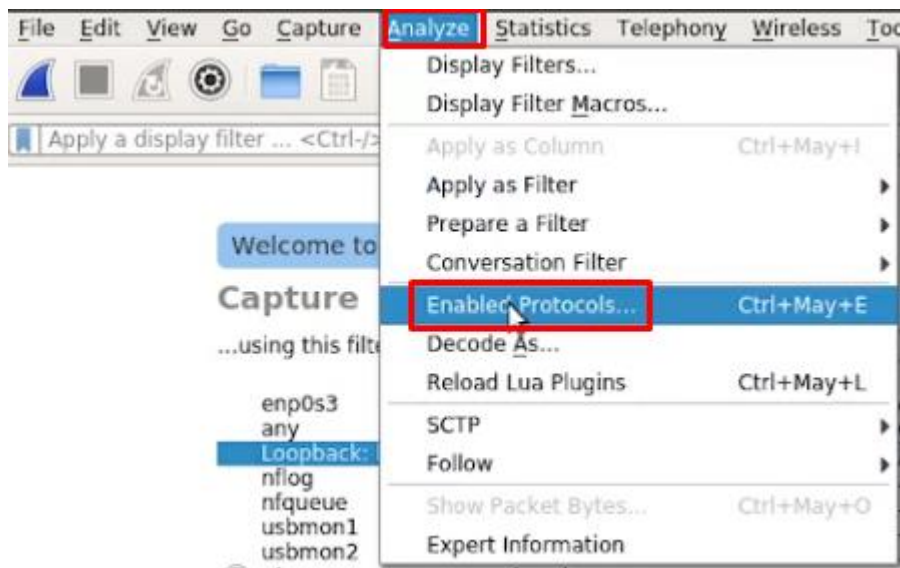 File Edit View Go Capture Analyze Statistics Telephony Wireless Too
Apply a display filter ... <Ctrl-/>
Welcome to
Capture
...using this filte
enp0s3
any
Loopback:
nflog
nfqueue
usbmon1
usbmon2
Display Filters...
Display Filter Macros...
Apply as Column Ctrl+May+I
Apply as Filter
Prepare a Filter
Conversation Filter
Enabled Protocols... Ctrl+May+E
Decode As...
Reload Lua Plugins Ctrl+May+L
SCTP
Follow
Show Packet Bytes... Ctrl+May+O
Expert Information